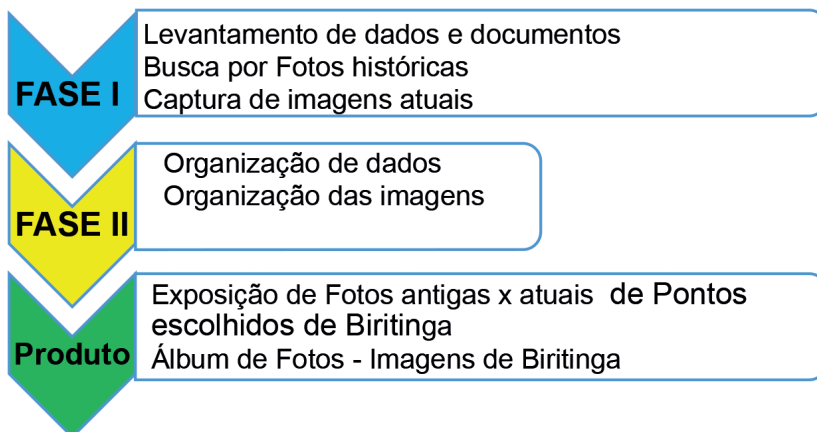 FASE I
Levantamento de dados e documentos
Busca por Fotos históricas
Captura de imagens atuais
FASE II
Organização de dados
Organização das imagens
Produto
Exposição de Fotos antigas x atuais de Pontos
escolhidos de Biritinga
Álbum de Fotos - Imagens de Biritinga